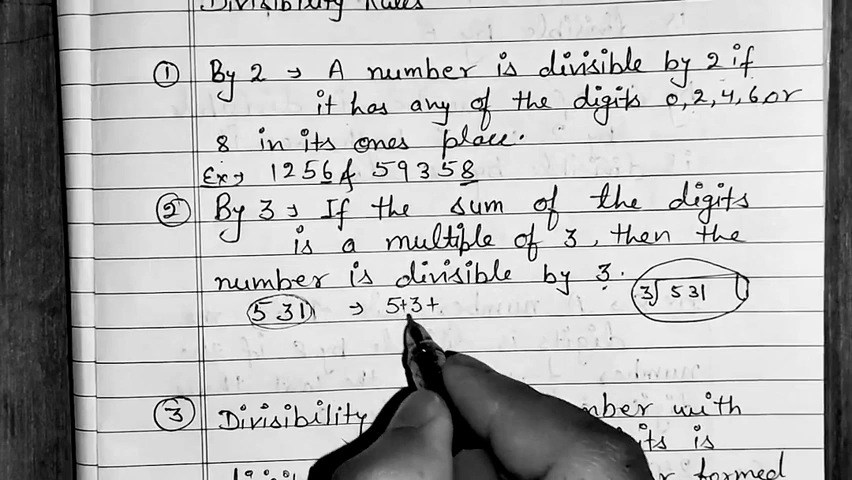 Divisibility Rules
① By 2 → A number is divisible by 2 if
it has any of the digits 0, 2, 4, 6 or
8 in its ones place.
Ex→ 1256 & 59358
② By 3 → If the sum of the digits
is a multiple of 3, then the
number is divisible by 3.
531 → 5+3+ 3 531
③ Divisibility number with
is
formed